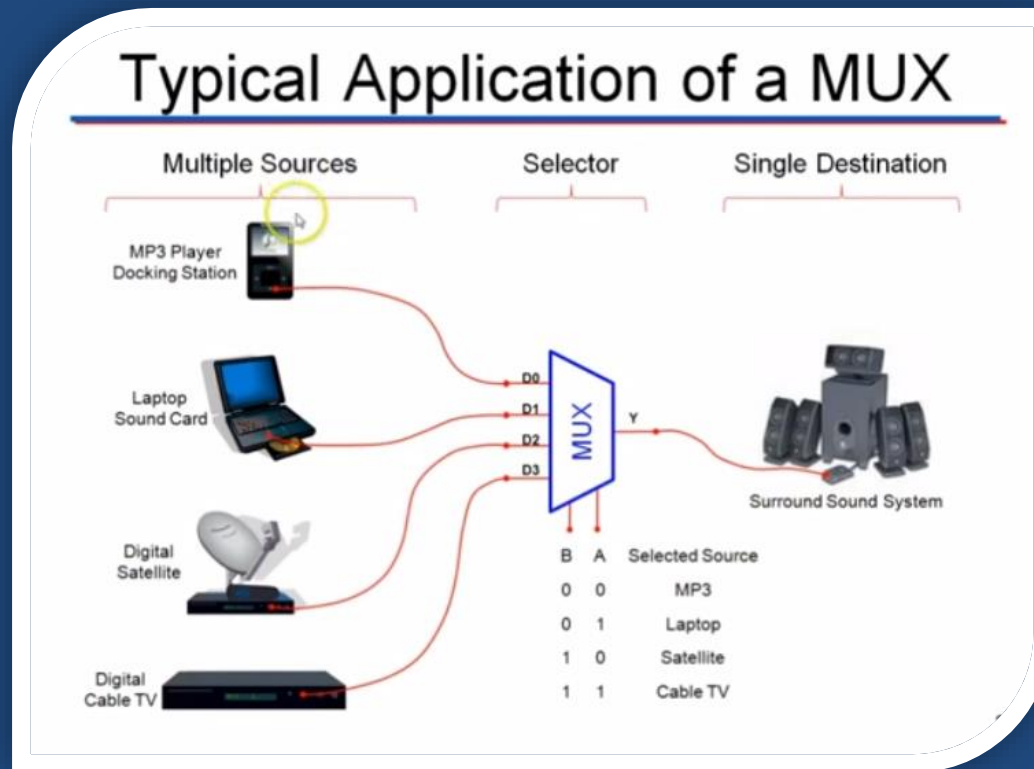 Typical Application of a MUX
Multiple Sources
Selector
Single Destination
MP3 Player
Docking Station
Laptop
Sound Card
Digital
Satellite
Digital
Cable TV
D0
D1
D2
D3
MUX
Y
Surround Sound System
B A Selected Source
0 0 MP3
0 1 Laptop
1 0 Satellite
1 1 Cable TV